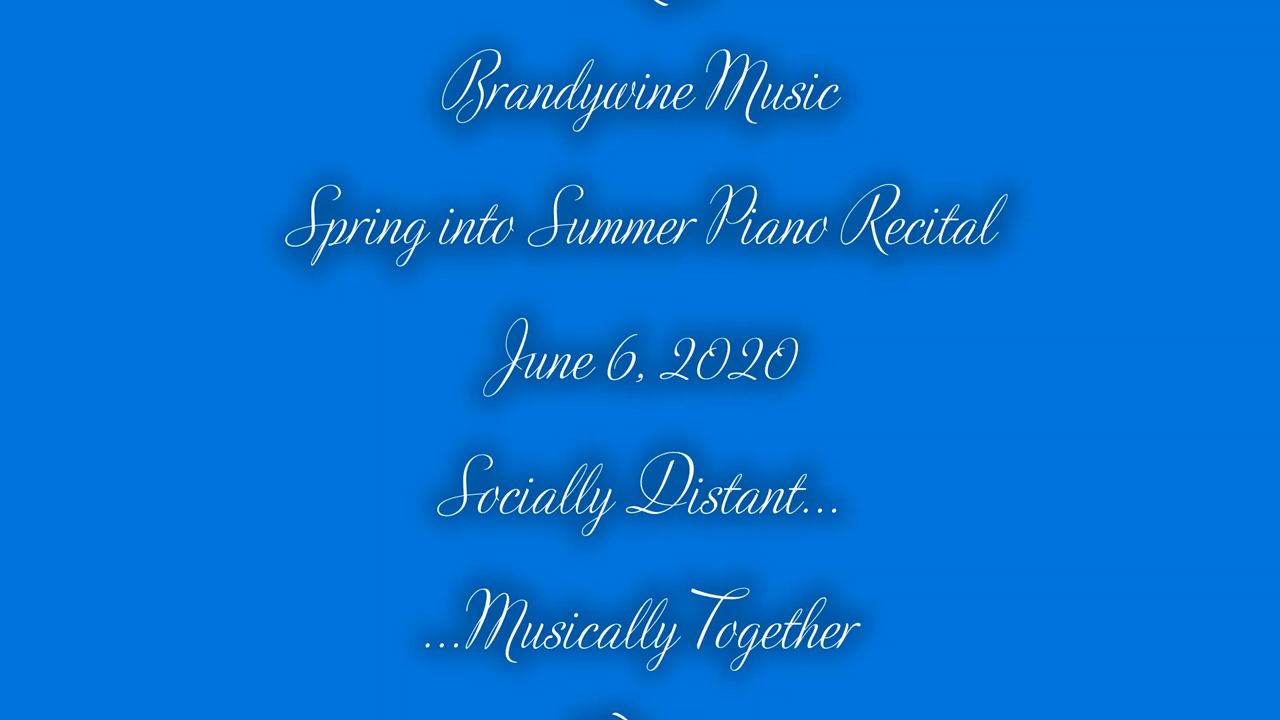 Brandywine Music
Spring into Summer Piano Recital
June 6, 2020
Socially Distant...
...Musically Together